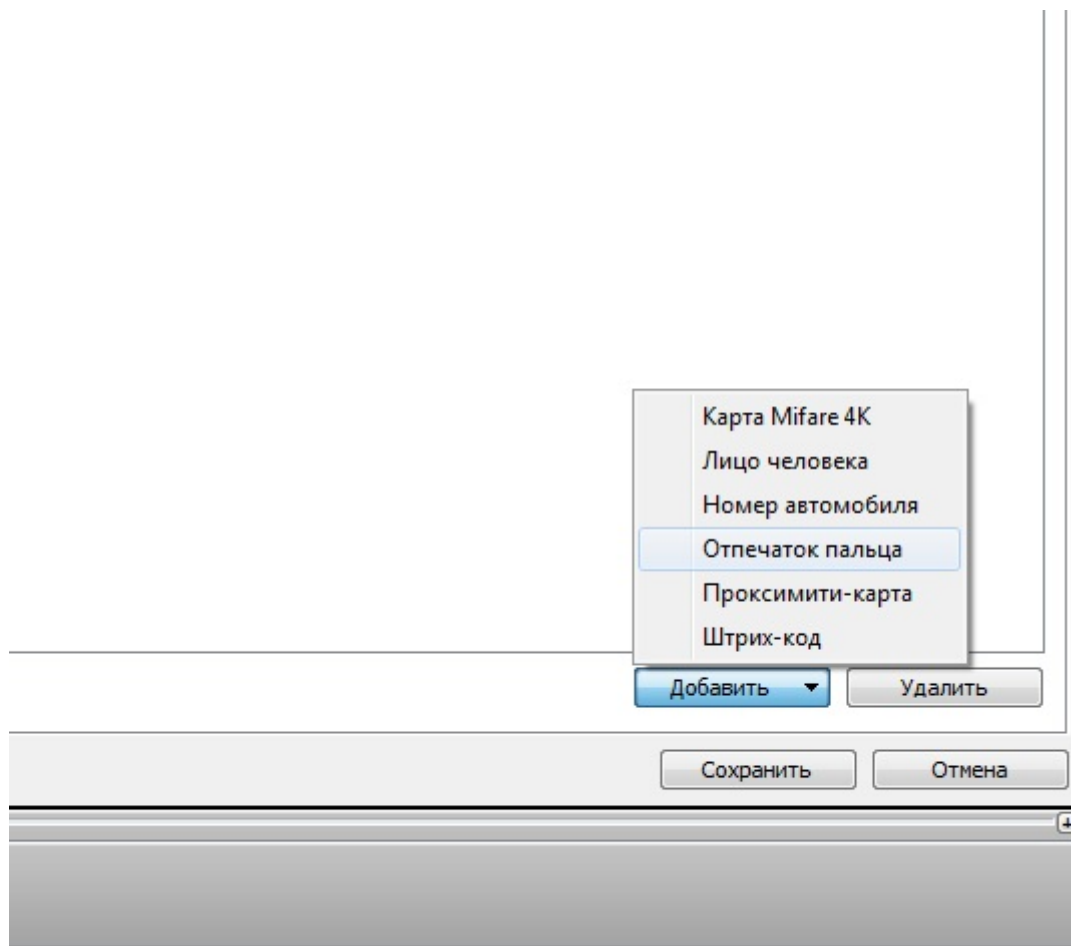 Карта Mifare 4K
Лицо человека
Номер автомобиля
Отпечаток пальца
Проксимити-карта
Штрих-код
Добавить Удалить
Сохранить Отмена